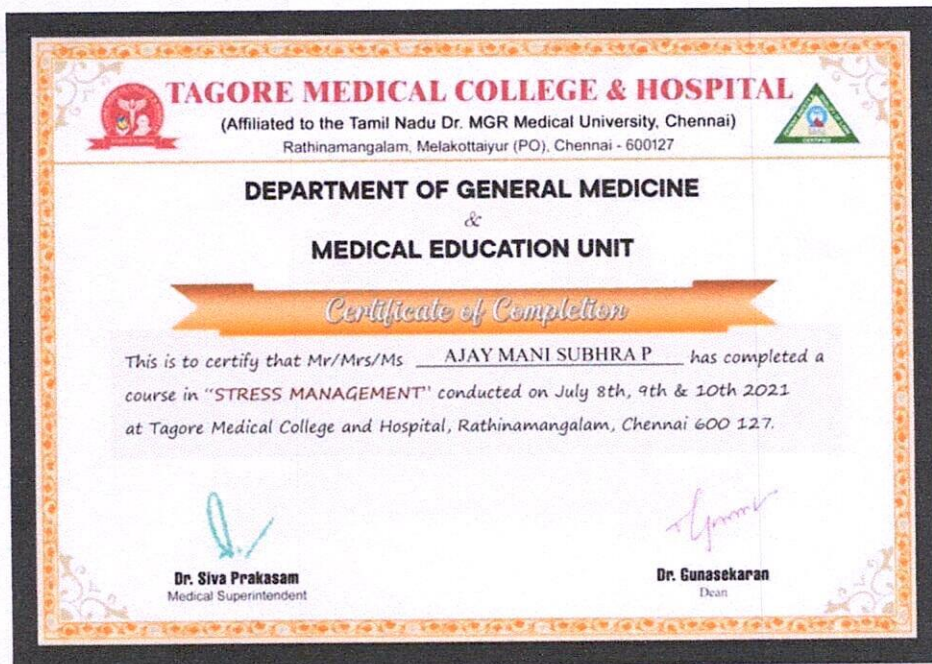 TAGORE MEDICAL COLLEGE & HOSPITAL
(Affiliated to the Tamil Nadu Dr. MGR Medical University, Chennai)
Rathinamangalam, Melakottaiyur (PO), Chennai - 600127
DEPARTMENT OF GENERAL MEDICINE
&
MEDICAL EDUCATION UNIT
Certificate of Completion
This is to certify that Mr/Mrs/Ms AJAY MANI SUBHRA P has completed a
course in "STRESS MANAGEMENT" conducted on July 8th, 9th & 10th 2021
at Tagore Medical College and Hospital, Rathinamangalam, Chennai 600 127.
Dr. Siva Prakasam
Medical Superintendent
Dr. Gunasekaran
Dean